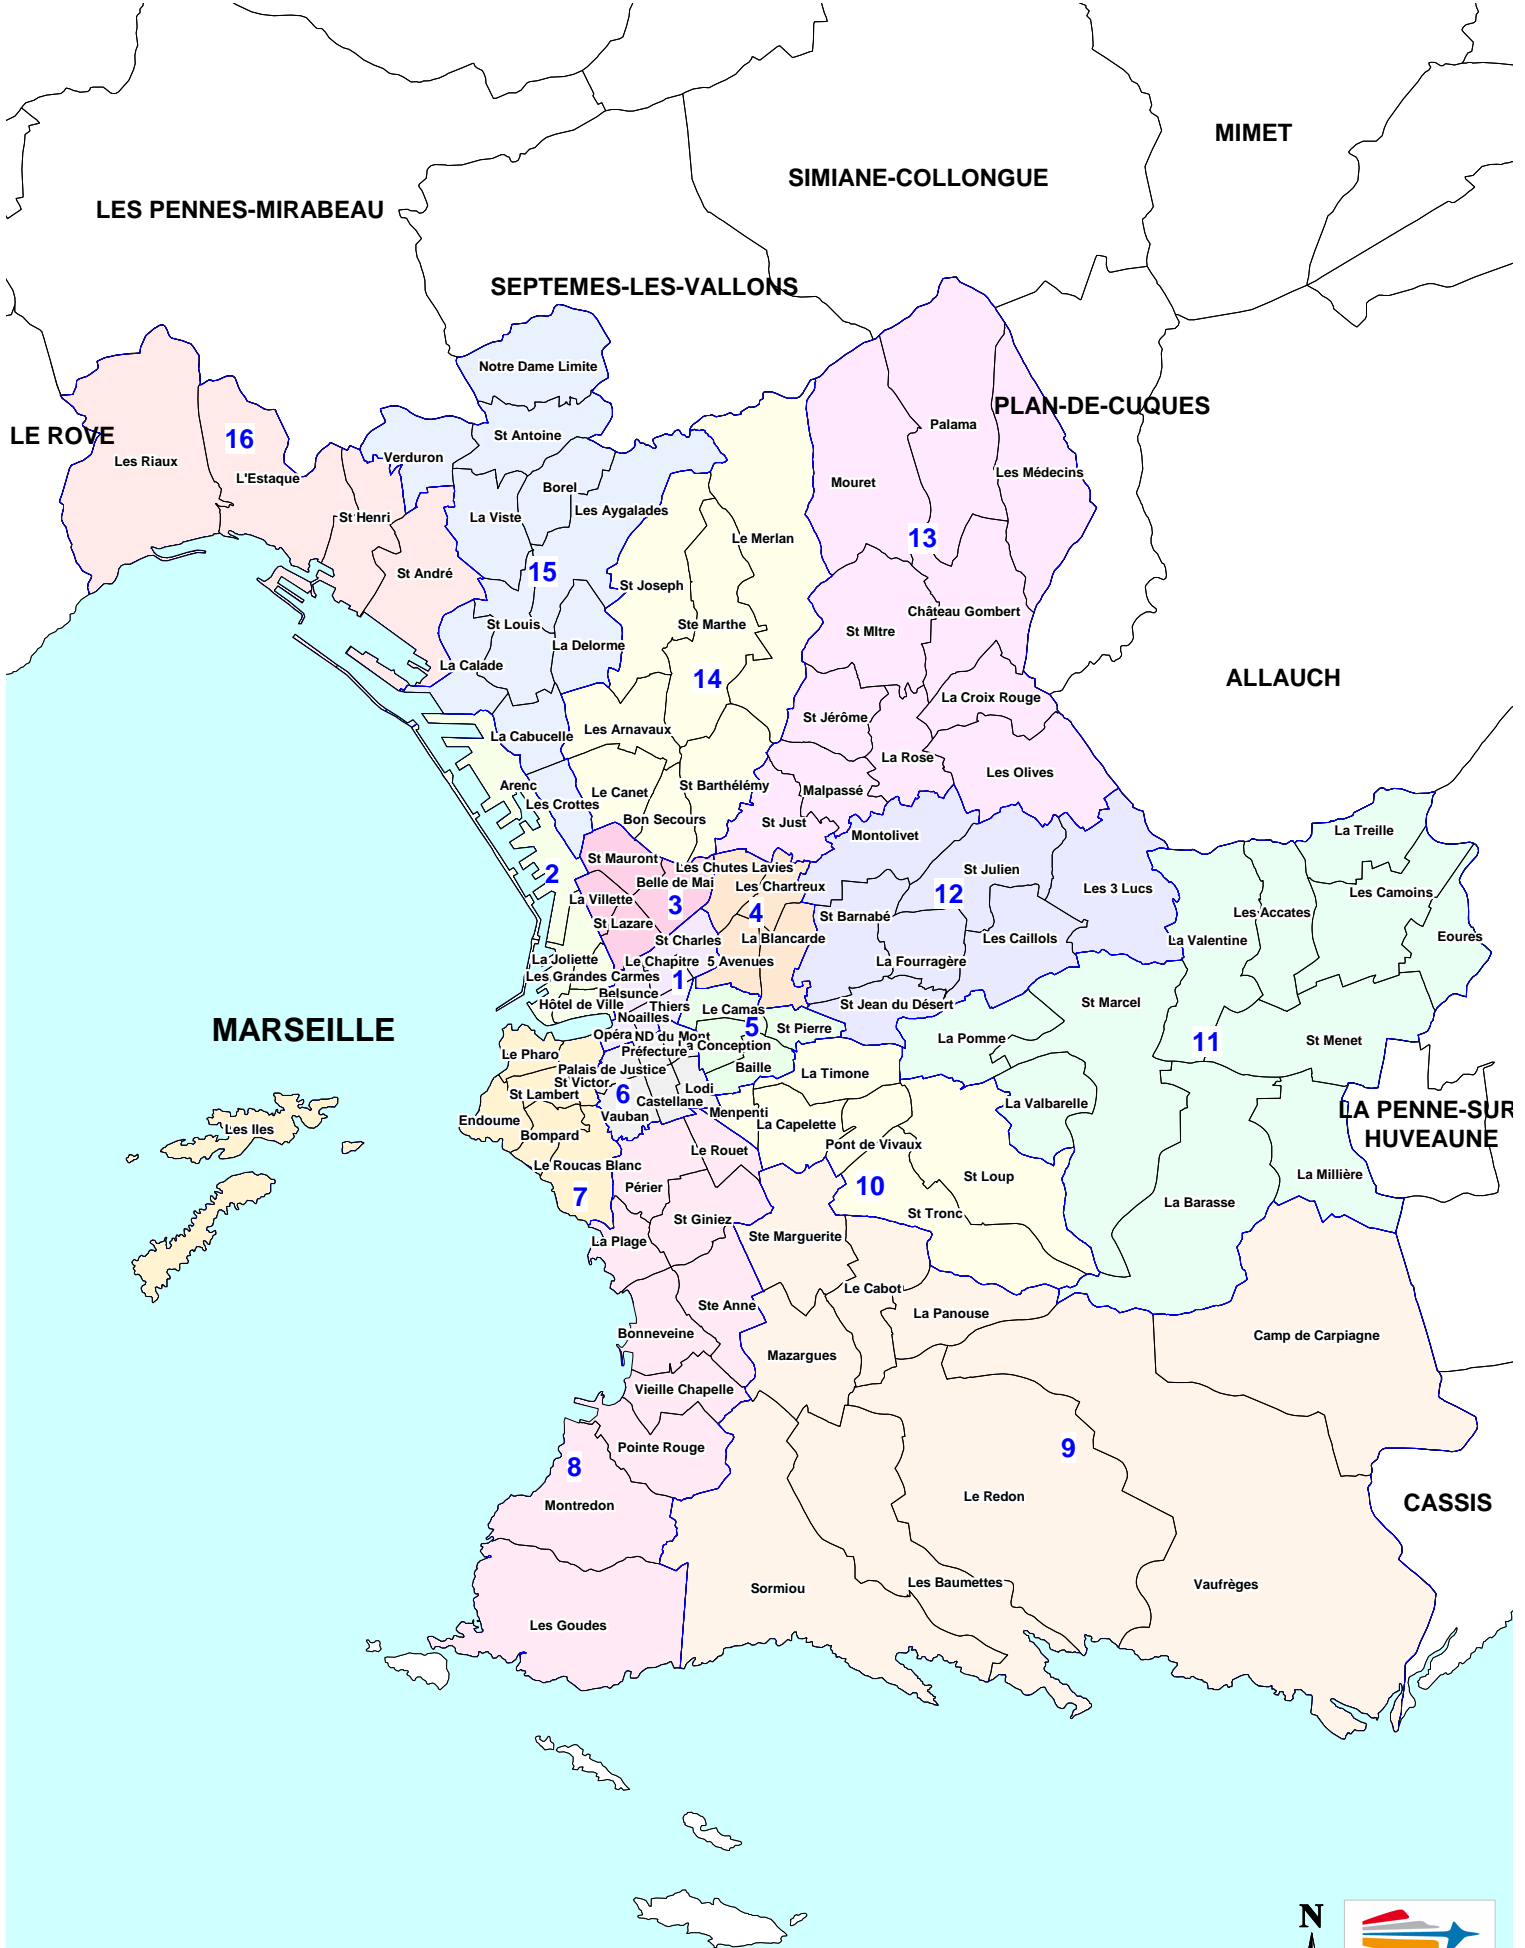 MIMET
SIMIANE-COLLONGUE
LES PENNES-MIRABEAU
SEPTEMES-LES-VALLONS
Notre Dame Limite
PLAN-DE-CUQUES
Palama
LE ROVE
16
St Antoine
Verduron
Les Riaux
L'Estaque
Mouret
Les Médecins
Borel
La Viste
Les Aygalades
St Henri
Le Merlan
13
15
St André
St Joseph
Château Gombert
St Louis
Ste Marthe
St MItre
La Delorme
La Calade
14
ALLAUCH
La Croix Rouge
St Jérôme
Les Arnavaux
La Cabucelle
La Rose
Les Olives
Arenc
St Barthélémy
Le Canet
Malpassé
Les Crottes
Bon Secours
St Just
Montolivet
La Treille
St Mauront
Les Chutes Lavies
St Julien
2
Belle de Mai
Les Chartreux
Les 3 Lucs
Les Camoins
12
La Villette
3
4
Les Accates
St Barnabé
St Lazare
St Charles
La Blancarde
Les Caillols
La Valentine
Eoures
La Joliette
Le Chapitre
5 Avenues
La Fourragère
Les Grandes Carmes
1
Belsunce
Hôtel de Ville
Thiers
Le Camas
St Jean du Désert
St Marcel
Noailles
5
St Pierre
MARSEILLE
Opéra
ND du Mont
La Conception
La Pomme
11
St Menet
Le Pharo
Préfecture
Palais de Justice
Baille
La Timone
St Victor
Lodi
St Lambert
6
Castellane
La Valbarelle
LA PENNE-SUR
HUVEAUNE
Les Iles
Endoume
Vauban
Menpenti
La Capelette
Bompard
Pont de Vivaux
Le Rouet
Le Roucas Blanc
La Millière
St Loup
7
Périer
10
La Barasse
St Tronc
St Giniez
Ste Marguerite
La Plage
Le Cabot
Ste Anne
La Panouse
Bonneveine
Camp de Carpiagne
Mazargues
Vieille Chapelle
Pointe Rouge
9
8
Le Redon
CASSIS
Montredon
Les Baumettes
Sormiou
Vaufrèges
Les Goudes
N